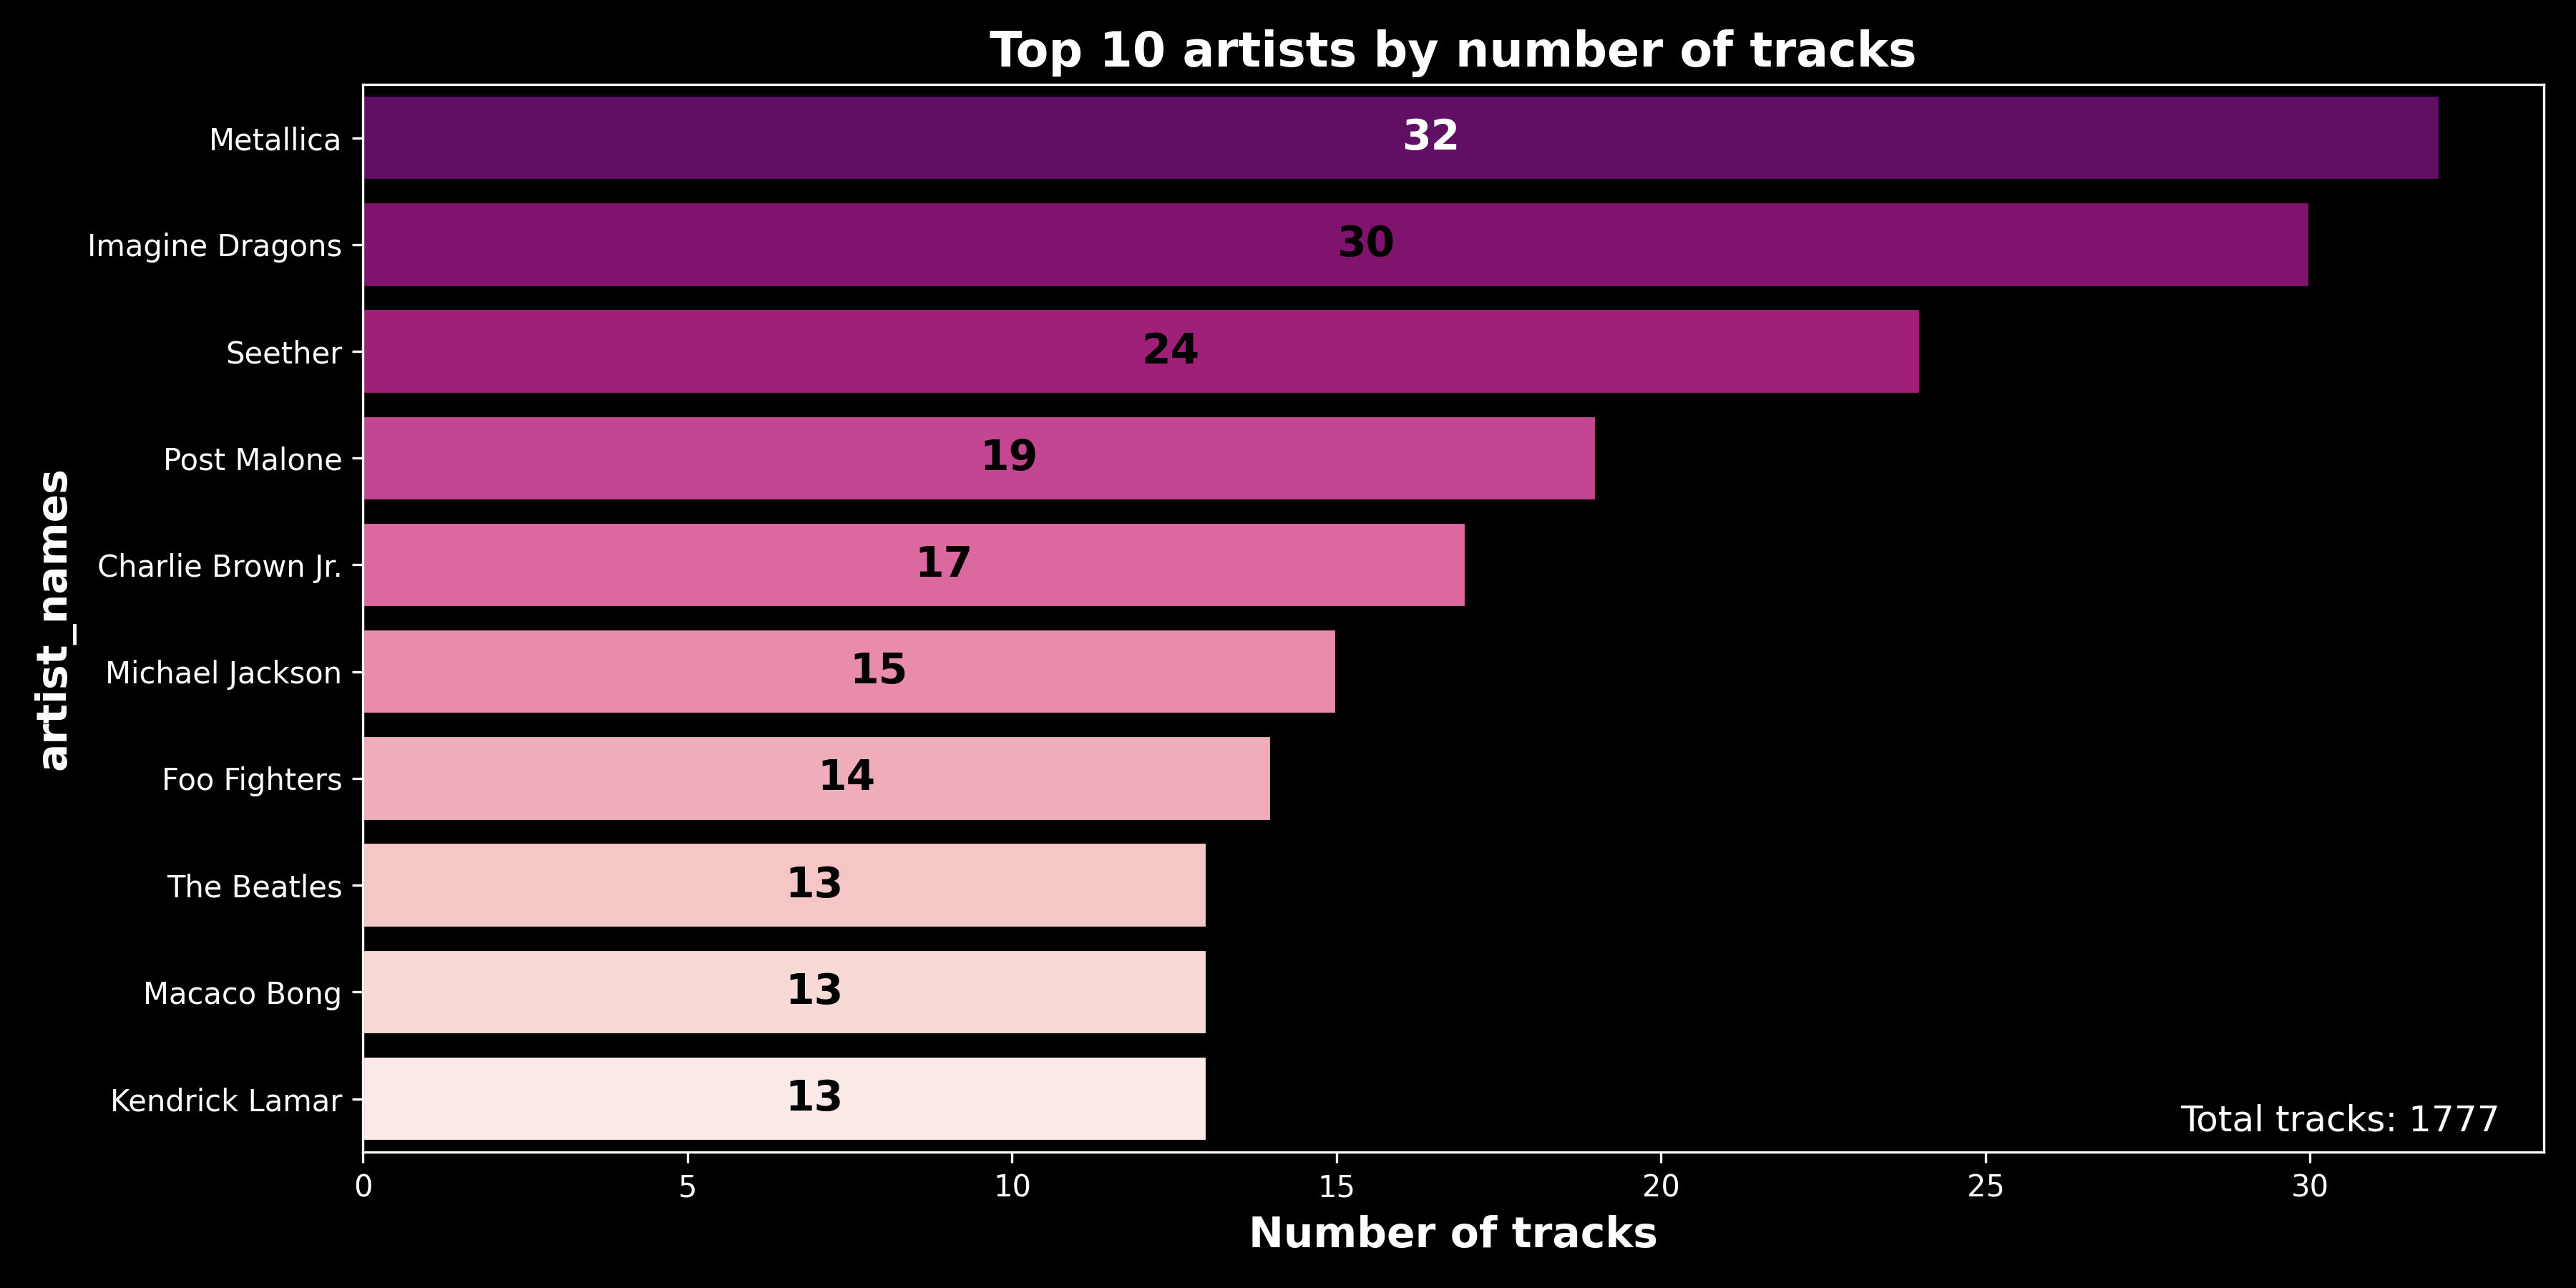 Top 10 artists by number of tracks
artist_names
Metallica
32
Imagine Dragons
30
Seether
24
Post Malone
19
Charlie Brown Jr.
17
Michael Jackson
15
Foo Fighters
14
The Beatles
13
Macaco Bong
13
Kendrick Lamar
13
Total tracks: 1777
0 5 10 15 20 25 30
Number of tracks